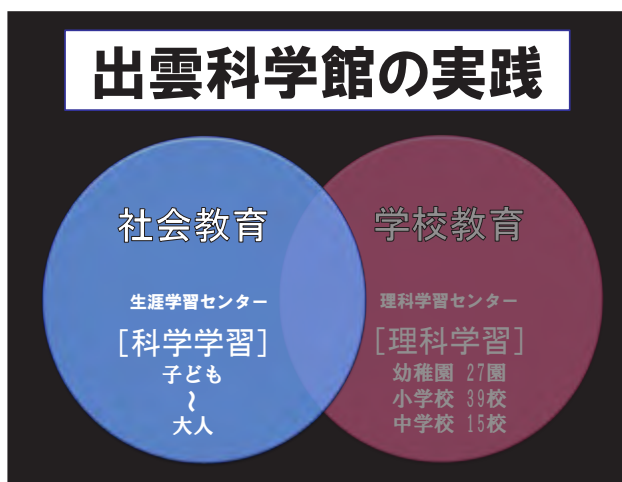 出雲科学館の実践
社会教育
生涯学習センター
[科学学習]
子ども
〜
大人
学校教育
理科学習センター
[理科学習]
幼稚園 27園
小学校 39校
中学校 15校